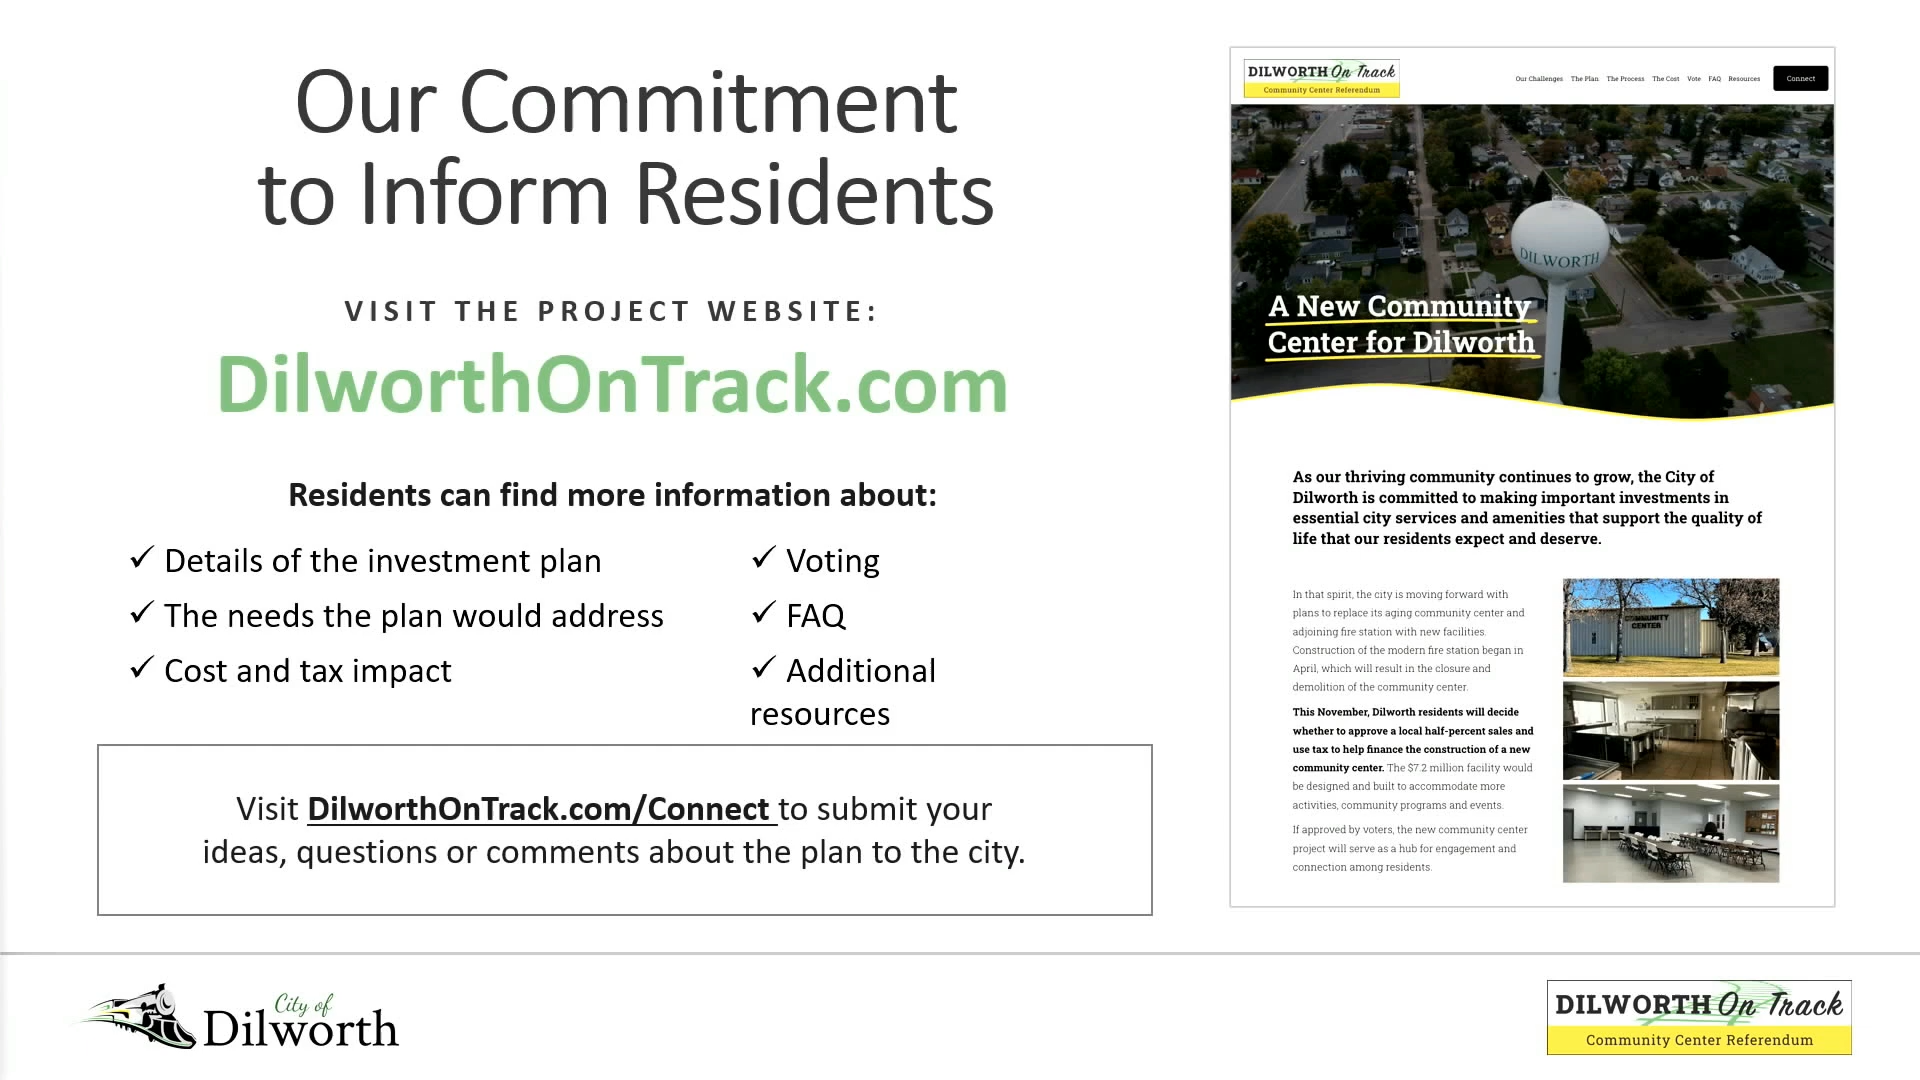 Our Commitment
to Inform Residents
VISIT THE PROJECT WEBSITE:
DilworthOnTrack.com
Residents can find more information about:
✓ Details of the investment plan
✓ The needs the plan would address
✓ Cost and tax impact
✓ Voting
✓ FAQ
✓ Additional
resources
Visit DilworthOnTrack.com/Connect to submit your
ideas, questions or comments about the plan to the city.
DILWORTH On Track
Community Center Referendum
Our Challenges The Plan The Process The Cost Vote FAQ Resources Connect
DILWORTH
A New Community
Center for Dilworth
As our thriving community continues to grow, the City of
Dilworth is committed to making important investments in
essential city services and amenities that support the quality of
life that our residents expect and deserve.
In that spirit, the city is moving forward with
plans to replace its aging community center and
adjoining fire station with new facilities.
Construction of the modern fire station began in
April, which will result in the closure and
demolition of the community center.
This November, Dilworth residents will decide
whether to approve a local half-percent sales and
use tax to help finance the construction of a new
community center. The $7.2 million facility would
be designed and built to accommodate more
activities, community programs and events.
If approved by voters, the new community center
project will serve as a hub for engagement and
connection among residents.
COMMUNITY
CENTER
City of
Dilworth
DILWORTH On Track
Community Center Referendum